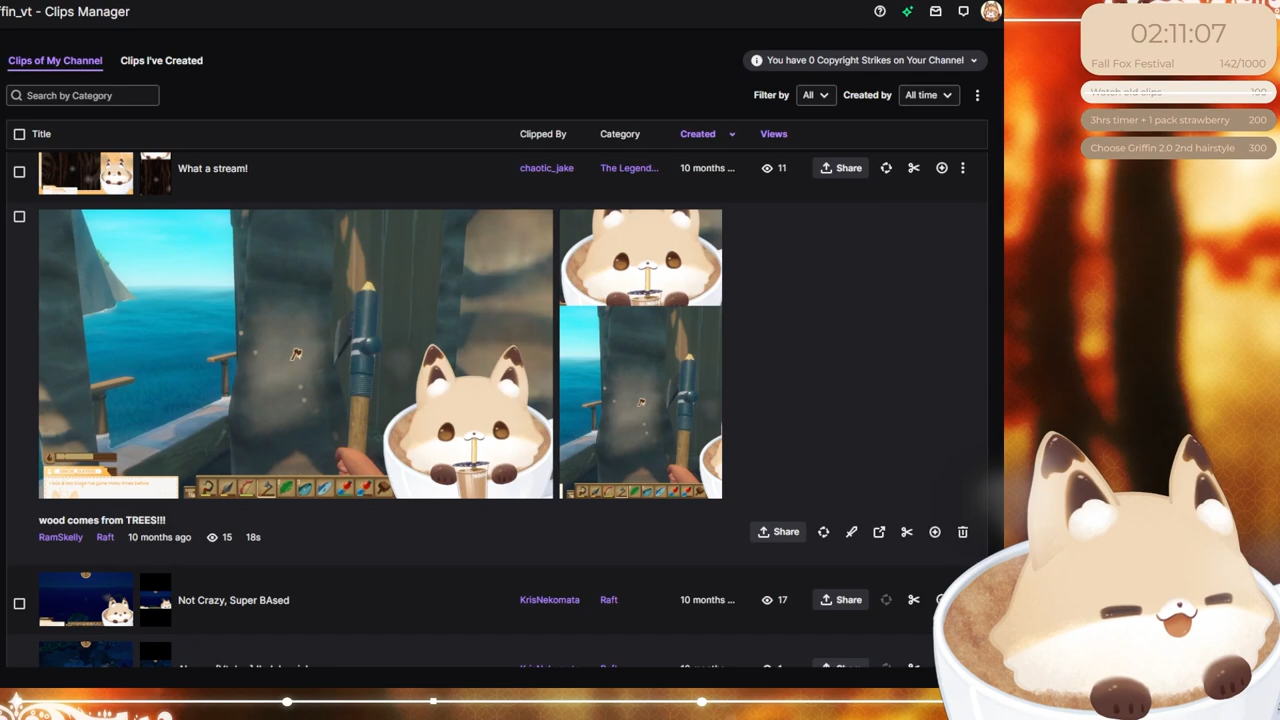 fin_vt - Clips Manager
Clips of My Channel
Clips I've Created
You have 0 Copyright Strikes on Your Channel
Search by Category
Filter by
All
Created by
All time
Title
Clipped By
Category
Created
Views
What a stream!
chaotic_jake
The Legend...
10 months ...
11
Share
wood comes from TREES!!!
RamSkelly
Raft
10 months ago
15
18s
Share
Not Crazy, Super BAsed
KrisNekomata
Raft
10 months ...
17
Share
02:11:07
Fall Fox Festival
142/1000
Watch old clips
100
3hrs timer + 1 pack strawberry
200
Choose Griffin 2.0 2nd hairstyle
300